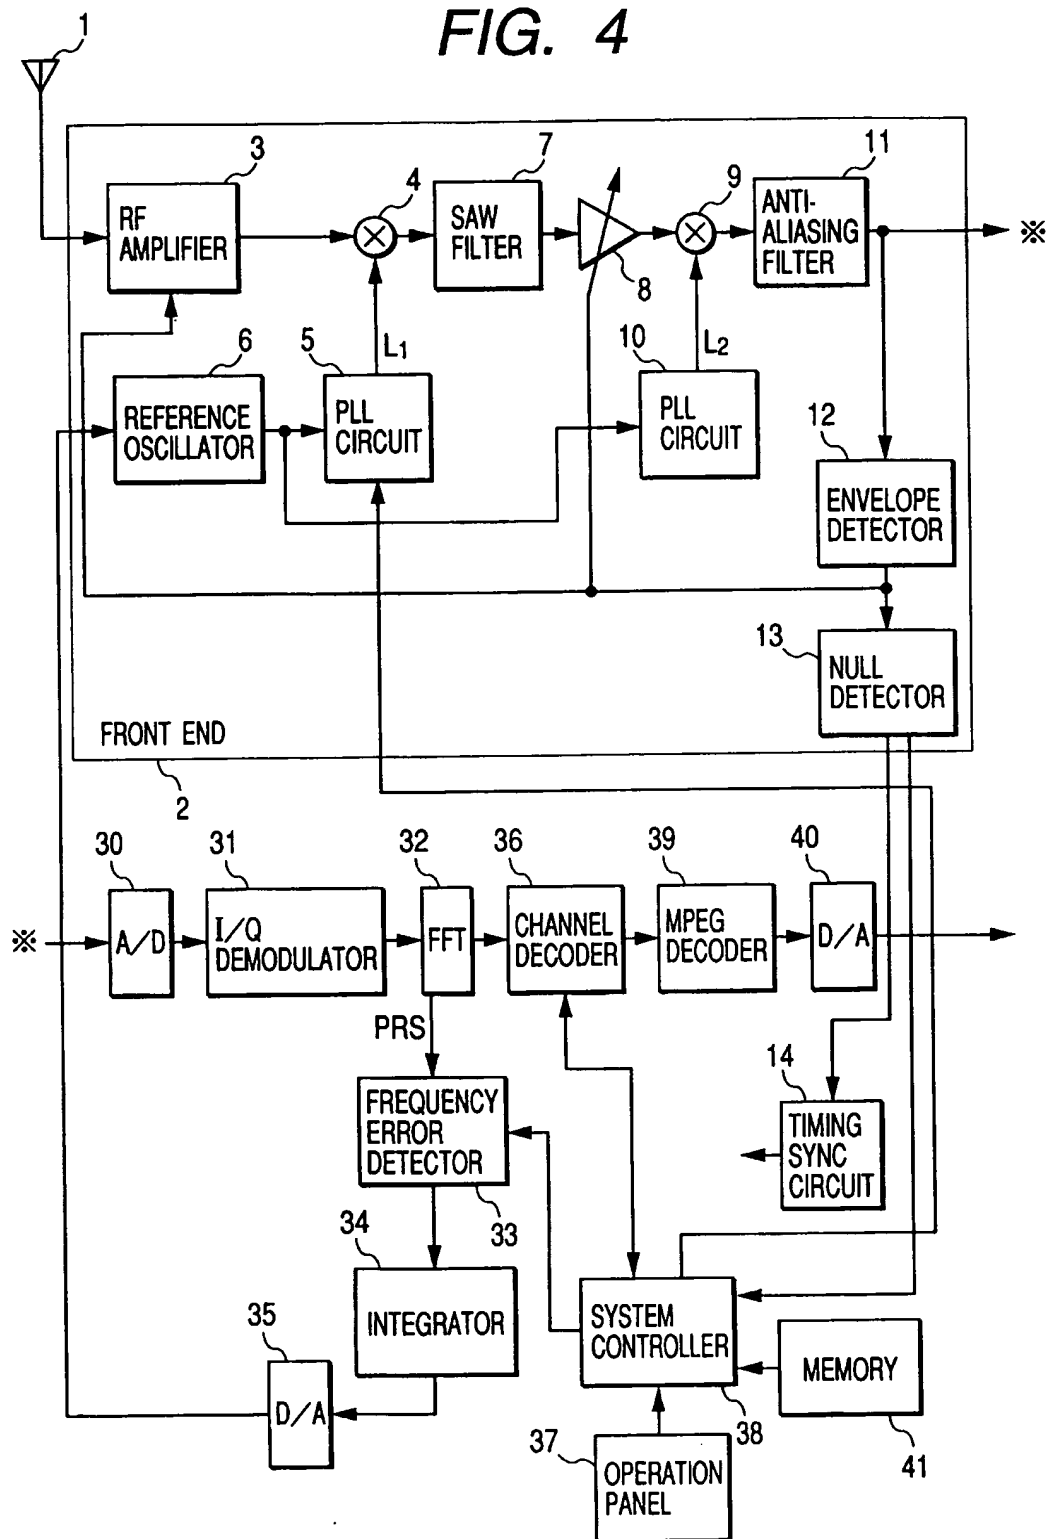 FIG. 4
1
3
RF
AMPLIFIER
4
7
SAW
FILTER
8
9
11
ANTI-
ALIASING
FILTER
※
6
REFERENCE
OSCILLATOR
5
PLL
CIRCUIT
L1
10
PLL
CIRCUIT
L2
12
ENVELOPE
DETECTOR
13
NULL
DETECTOR
FRONT END
2
30
31
32
36
39
40
※
A/D
I/Q
DEMODULATOR
FFT
CHANNEL
DECODER
MPEG
DECODER
D/A
PRS
14
TIMING
SYNC
CIRCUIT
FREQUENCY
ERROR
DETECTOR
33
34
INTEGRATOR
35
D/A
SYSTEM
CONTROLLER
38
MEMORY
41
37
OPERATION
PANEL